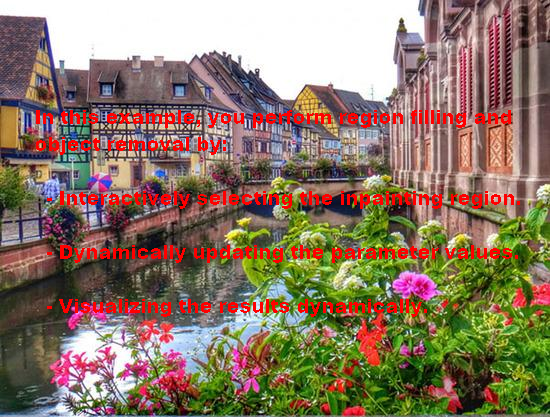 In this example, you perform region filling and
object removal by:
• Interactively selecting the inpainting region.
• Dynamically updating the parameter values.
• Visualizing the results dynamically.